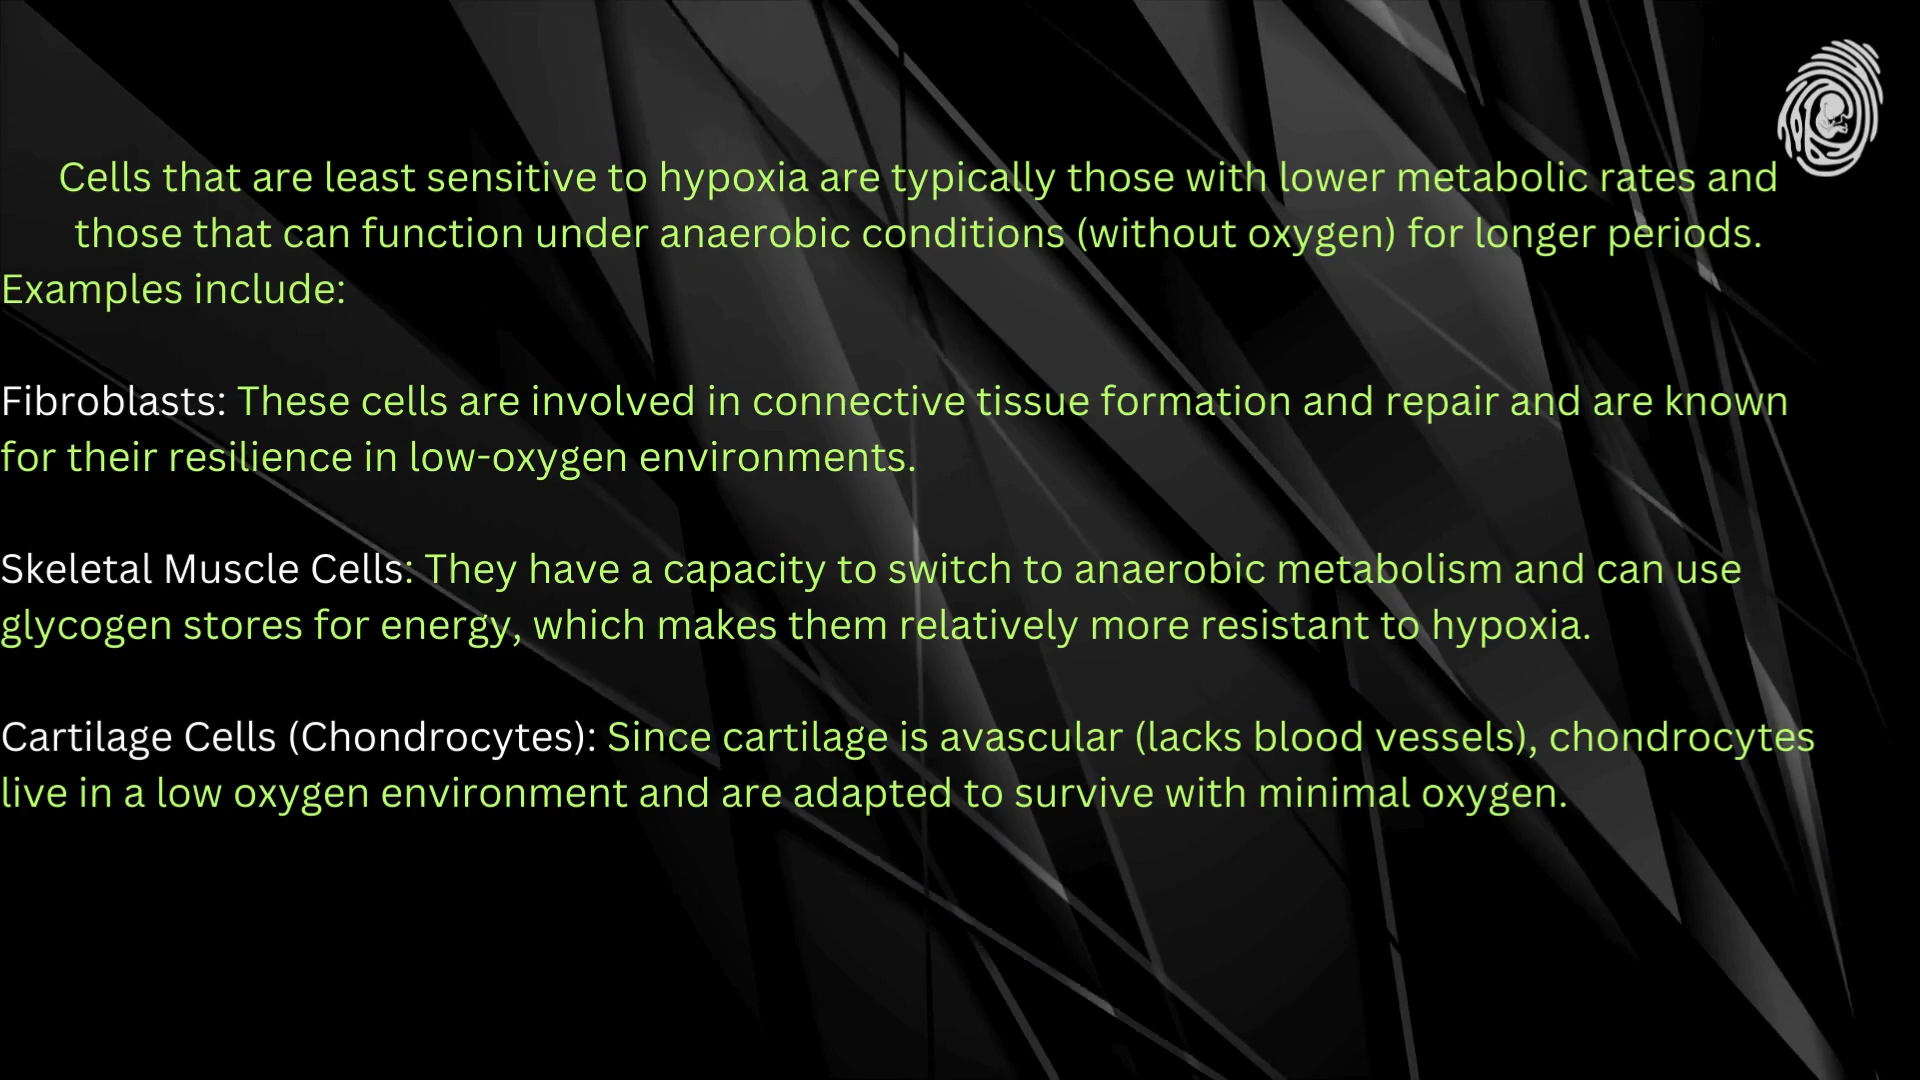 Cells that are least sensitive to hypoxia are typically those with lower metabolic rates and
those that can function under anaerobic conditions (without oxygen) for longer periods.
Examples include:
Fibroblasts: These cells are involved in connective tissue formation and repair and are known
for their resilience in low-oxygen environments.
Skeletal Muscle Cells: They have a capacity to switch to anaerobic metabolism and can use
glycogen stores for energy, which makes them relatively more resistant to hypoxia.
Cartilage Cells (Chondrocytes): Since cartilage is avascular (lacks blood vessels), chondrocytes
live in a low oxygen environment and are adapted to survive with minimal oxygen.